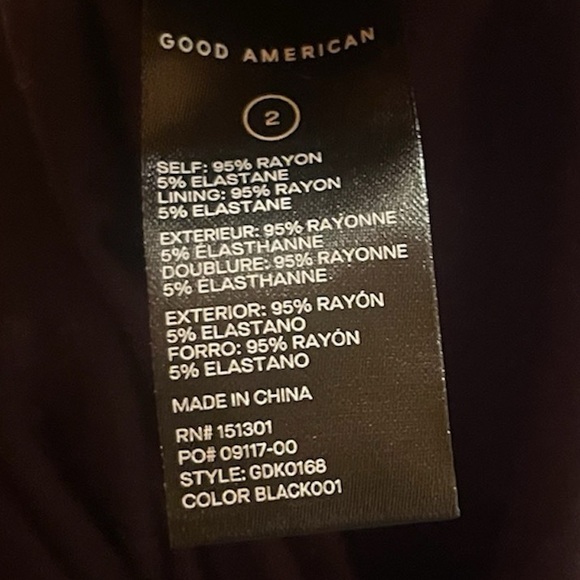 GOOD AMERICAN
2
SELF: 95% RAYON
5% ELASTANE
LINING: 95% RAYON
5% ELASTANE
EXTERIEUR: 95% RAYONNE
5% ÉLASTHANNE
DOUBLURE: 95% RAYONNE
5% ÉLASTHANNE
EXTERIOR: 95% RAYÓN
5% ELASTANO
FORRO: 95% RAYÓN
5% ELASTANO
MADE IN CHINA
RN# 151301
PO# 09117-00
STYLE: GDK0168
COLOR BLACK001